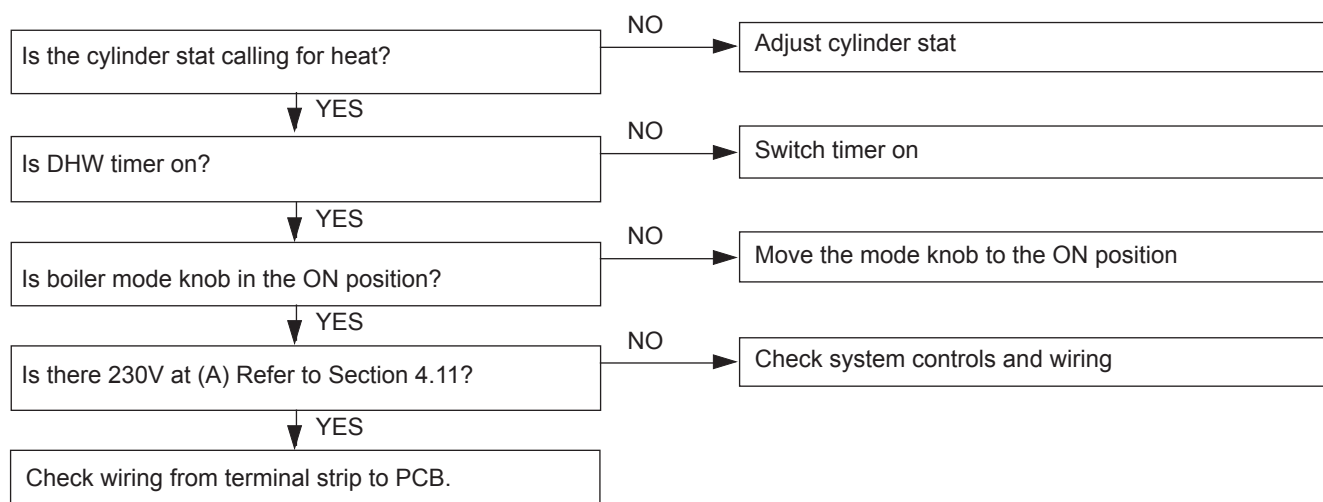 Is the cylinder stat calling for heat?
NO
Adjust cylinder stat
YES
Is DHW timer on?
NO
Switch timer on
YES
Is boiler mode knob in the ON position?
NO
Move the mode knob to the ON position
YES
Is there 230V at (A) Refer to Section 4.11?
NO
Check system controls and wiring
YES
Check wiring from terminal strip to PCB.